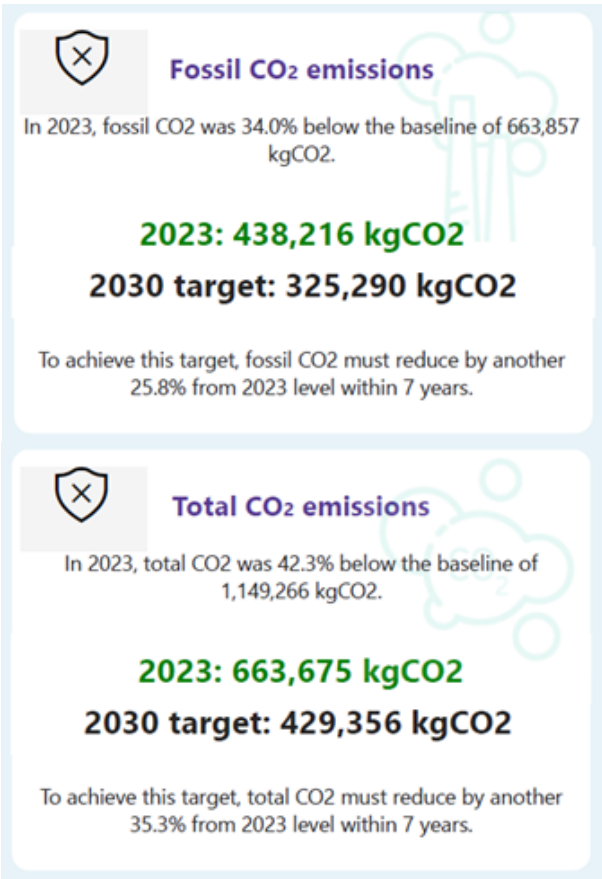 Fossil CO2 emissions
In 2023, fossil CO2 was 34.0% below the baseline of 663,857
kgCO2.
2023: 438,216 kgCO2
2030 target: 325,290 kgCO2
To achieve this target, fossil CO2 must reduce by another
25.8% from 2023 level within 7 years.
Total CO2 emissions
In 2023, total CO2 was 42.3% below the baseline of
1,149,266 kgCO2.
CO2
2023: 663,675 kgCO2
2030 target: 429,356 kgCO2
To achieve this target, total CO2 must reduce by another
35.3% from 2023 level within 7 years.